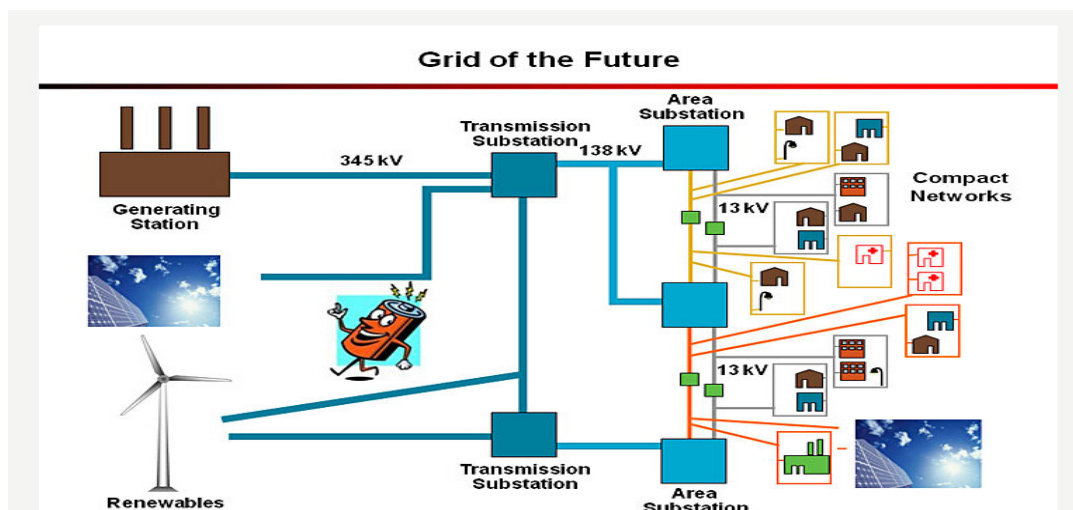 Grid of the Future
Area
Substation
Transmission
Substation
138 kV
345 kV
Generating
Station
Compact
Networks
13 kV
13 kV
Transmission
Substation
Renewables
Area
Substation